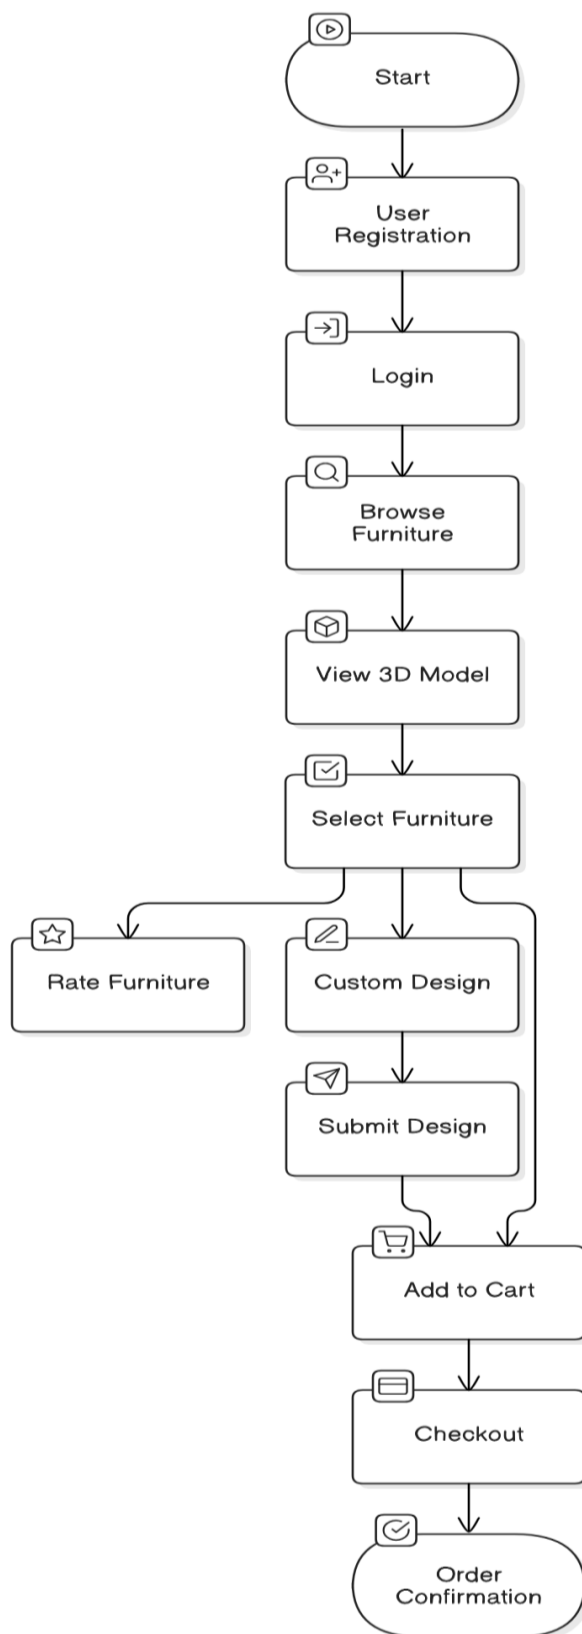 Start
User
Registration
Login
Browse
Furniture
View 3D Model
Select Furniture
Rate Furniture
Custom Design
Submit Design
Add to Cart
Checkout
Order
Confirmation